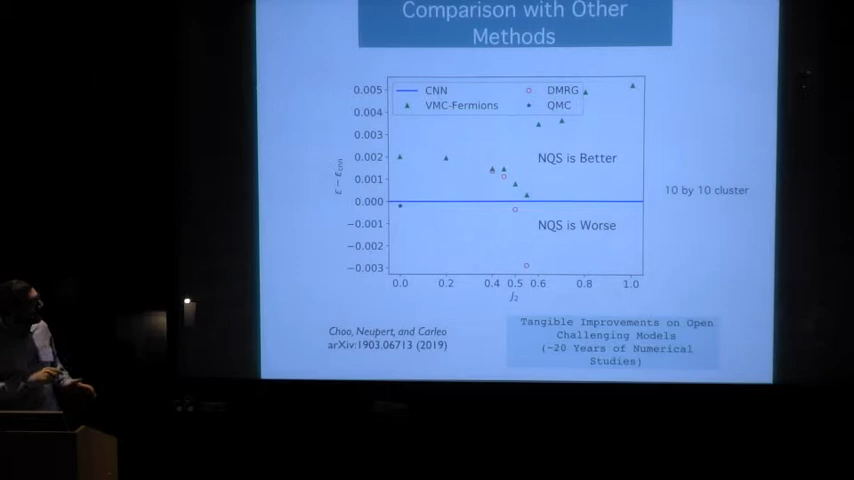 Comparison with Other
Methods
CNN
VMC-Fermions
DMRG
QMC
0.005
0.004
0.003
0.002
0.001
0.000
−0.001
−0.002
−0.003
ε − ε_cnn
NQS is Better
NQS is Worse
10 by 10 cluster
0.0 0.2 0.4 0.5 0.6 0.8 1.0
J₂
Choo, Neupert, and Carleo
arXiv:1903.06713 (2019)
Tangible Improvements on Open
Challenging Models
(~20 Years of Numerical
Studies)